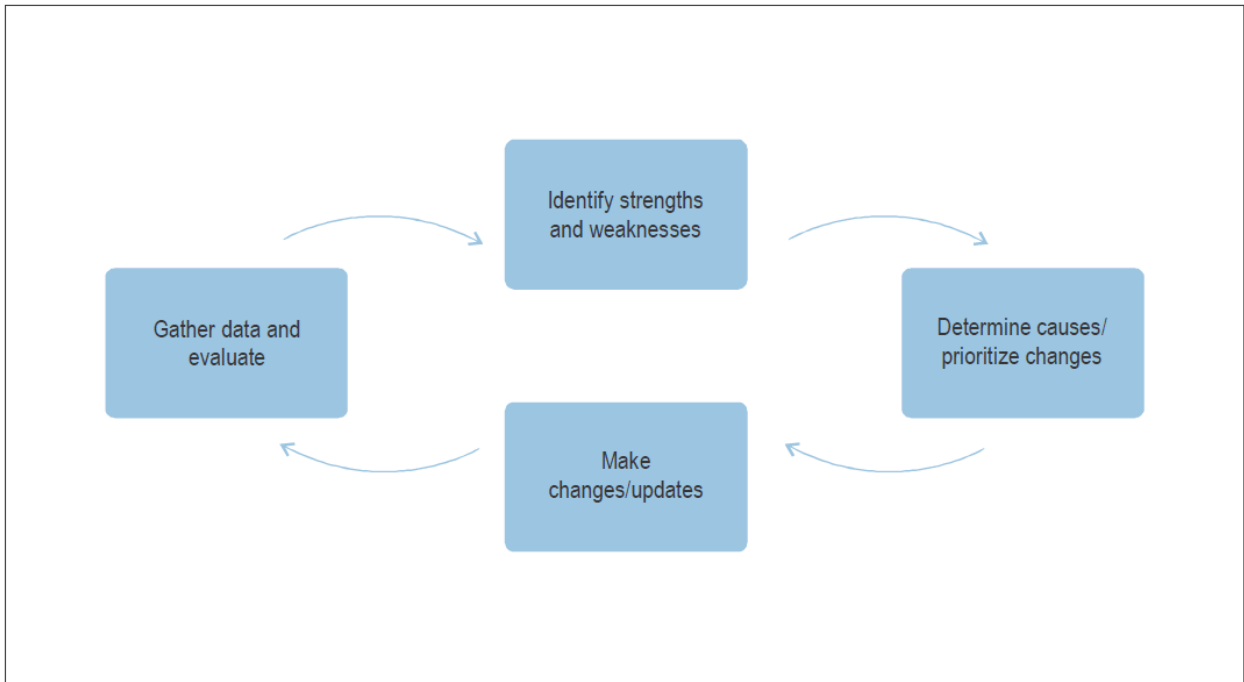 Identify strengths
and weaknesses
Gather data and
evaluate
Determine causes/
prioritize changes
Make
changes/updates